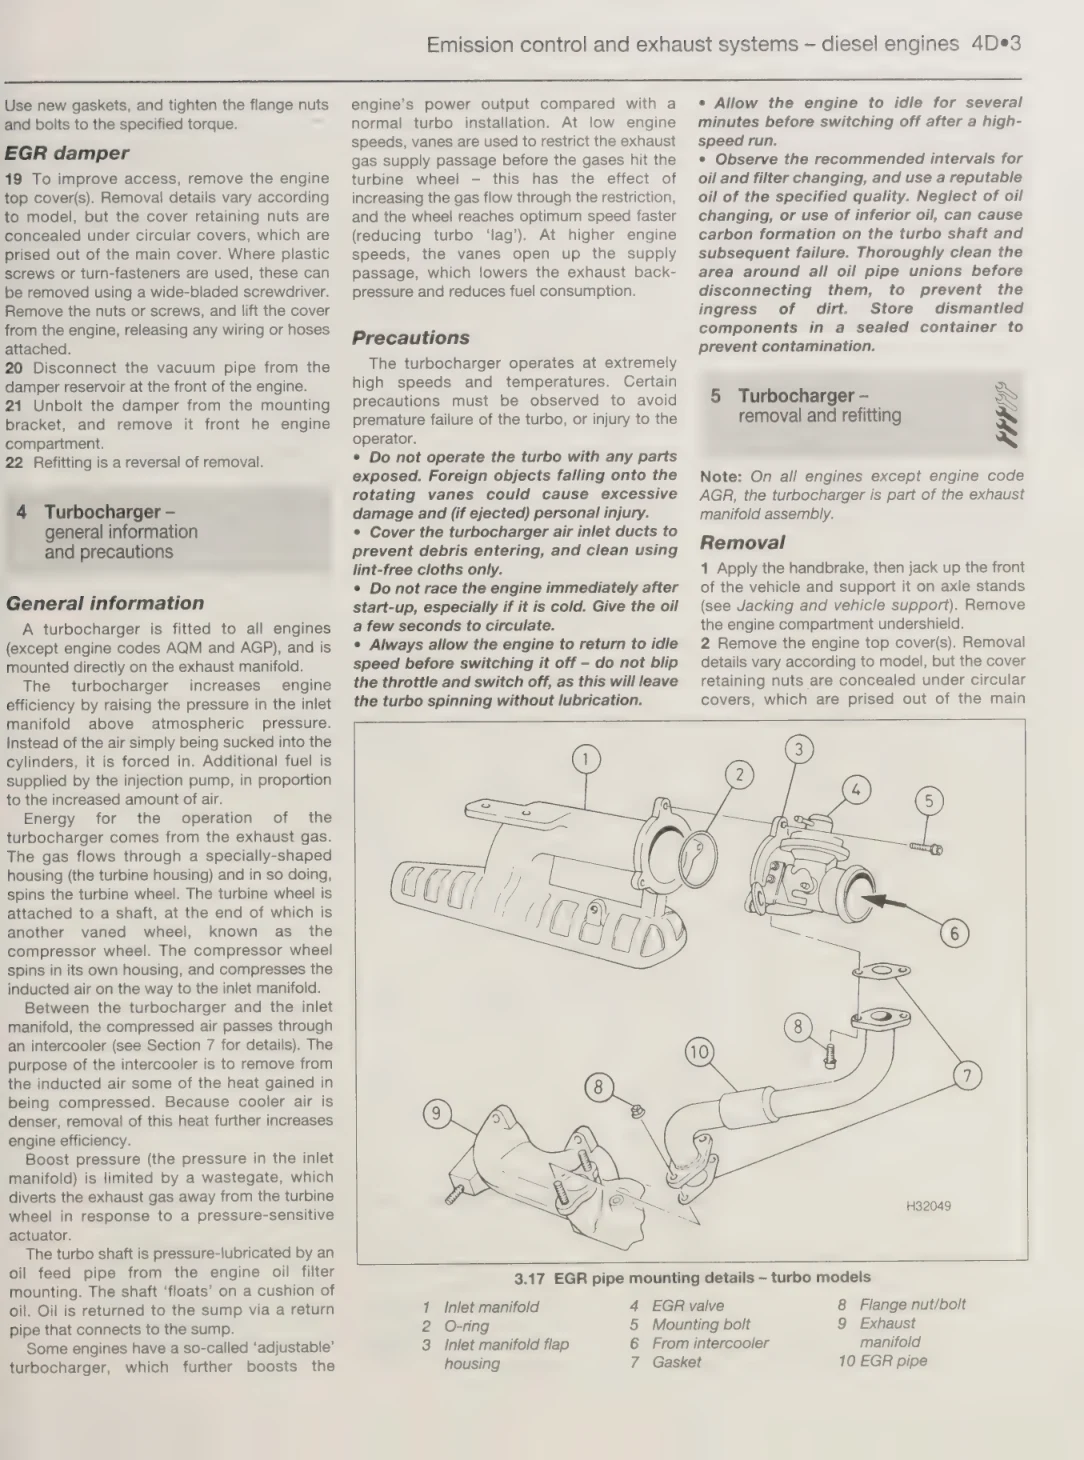 Emission control and exhaust systems – diesel engines 4D•3
Use new gaskets, and tighten the flange nuts
and bolts to the specified torque.
EGR damper
19 To improve access, remove the engine
top cover(s). Removal details vary according
to model, but the cover retaining nuts are
concealed under circular covers, which are
prised out of the main cover. Where plastic
screws or turn-fasteners are used, these can
be removed using a wide-bladed screwdriver.
Remove the nuts or screws, and lift the cover
from the engine, releasing any wiring or hoses
attached.
20 Disconnect the vacuum pipe from the
damper reservoir at the front of the engine.
21 Unbolt the damper from the mounting
bracket, and remove it front he engine
compartment.
22 Refitting is a reversal of removal.
4 Turbocharger –
general information
and precautions
General information
A turbocharger is fitted to all engines
(except engine codes AQM and AGP), and is
mounted directly on the exhaust manifold.
The turbocharger increases engine
efficiency by raising the pressure in the inlet
manifold above atmospheric pressure.
Instead of the air simply being sucked into the
cylinders, it is forced in. Additional fuel is
supplied by the injection pump, in proportion
to the increased amount of air.
Energy for the operation of the
turbocharger comes from the exhaust gas.
The gas flows through a specially-shaped
housing (the turbine housing) and in so doing,
spins the turbine wheel. The turbine wheel is
attached to a shaft, at the end of which is
another vaned wheel, known as the
compressor wheel. The compressor wheel
spins in its own housing, and compresses the
inducted air on the way to the inlet manifold.
Between the turbocharger and the inlet
manifold, the compressed air passes through
an intercooler (see Section 7 for details). The
purpose of the intercooler is to remove from
the inducted air some of the heat gained in
being compressed. Because cooler air is
denser, removal of this heat further increases
engine efficiency.
Boost pressure (the pressure in the inlet
manifold) is limited by a wastegate, which
diverts the exhaust gas away from the turbine
wheel in response to a pressure-sensitive
actuator.
The turbo shaft is pressure-lubricated by an
oil feed pipe from the engine oil filter
mounting. The shaft 'floats' on a cushion of
oil. Oil is returned to the sump via a return
pipe that connects to the sump.
Some engines have a so-called 'adjustable'
turbocharger, which further boosts the
engine's power output compared with a
normal turbo installation. At low engine
speeds, vanes are used to restrict the exhaust
gas supply passage before the gases hit the
turbine wheel – this has the effect of
increasing the gas flow through the restriction,
and the wheel reaches optimum speed faster
(reducing turbo 'lag'). At higher engine
speeds, the vanes open up the supply
passage, which lowers the exhaust back-
pressure and reduces fuel consumption.
Precautions
The turbocharger operates at extremely
high speeds and temperatures. Certain
precautions must be observed to avoid
premature failure of the turbo, or injury to the
operator.
• Do not operate the turbo with any parts
exposed. Foreign objects falling onto the
rotating vanes could cause excessive
damage and (if ejected) personal injury.
• Cover the turbocharger air inlet ducts to
prevent debris entering, and clean using
lint-free cloths only.
• Do not race the engine immediately after
start-up, especially if it is cold. Give the oil
a few seconds to circulate.
• Always allow the engine to return to idle
speed before switching it off – do not blip
the throttle and switch off, as this will leave
the turbo spinning without lubrication.
• Allow the engine to idle for several
minutes before switching off after a high-
speed run.
• Observe the recommended intervals for
oil and filter changing, and use a reputable
oil of the specified quality. Neglect of oil
changing, or use of inferior oil, can cause
carbon formation on the turbo shaft and
subsequent failure. Thoroughly clean the
area around all oil pipe unions before
disconnecting them, to prevent the
ingress of dirt. Store dismantled
components in a sealed container to
prevent contamination.
5 Turbocharger –
removal and refitting
Note: On all engines except engine code
AGR, the turbocharger is part of the exhaust
manifold assembly.
Removal
1 Apply the handbrake, then jack up the front
of the vehicle and support it on axle stands
(see Jacking and vehicle support). Remove
the engine compartment undershield.
2 Remove the engine top cover(s). Removal
details vary according to model, but the cover
retaining nuts are concealed under circular
covers, which are prised out of the main
1
2
3
4
5
6
8
10
7
8
9
H32049
3.17 EGR pipe mounting details – turbo models
1 Inlet manifold
2 O-ring
3 Inlet manifold flap
housing
4 EGR valve
5 Mounting bolt
6 From intercooler
7 Gasket
8 Flange nut/bolt
9 Exhaust
manifold
10 EGR pipe